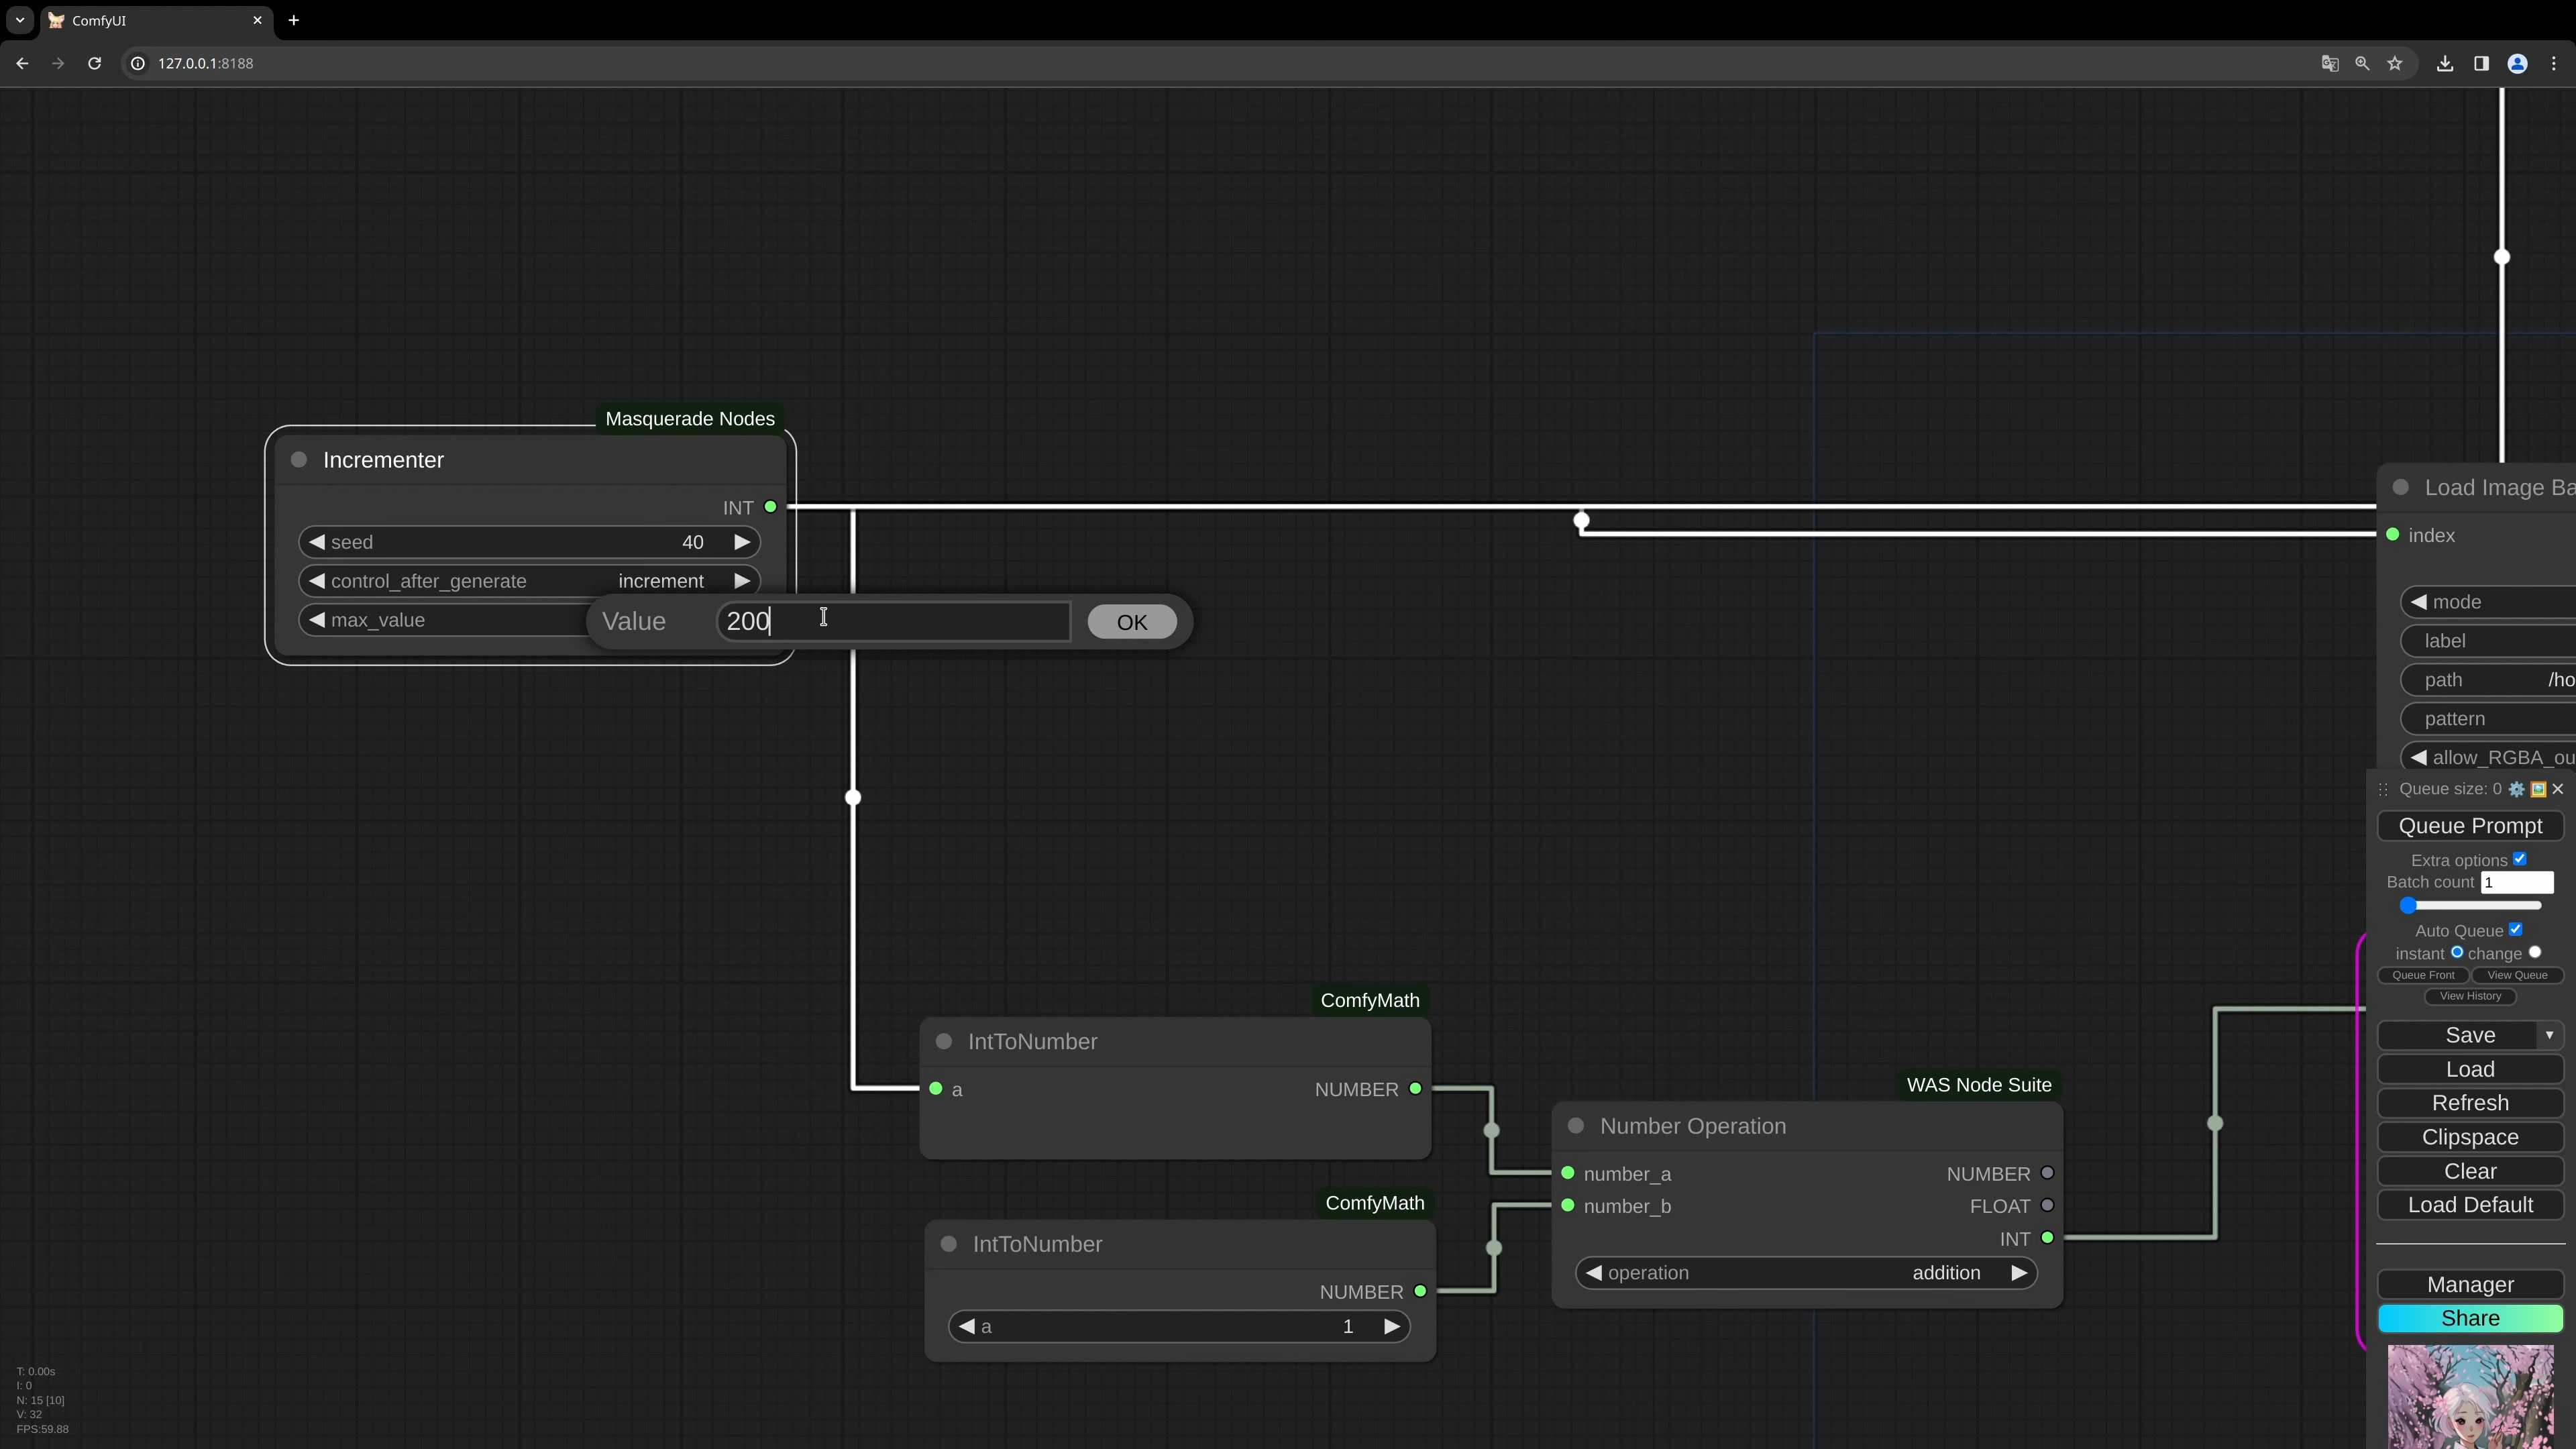 ComfyUI
127.0.0.1:8188
Masquerade Nodes
Incrementer
INT
seed 40
control_after_generate increment
max_value
Value 200 OK
Load Image Ba
index
mode
label
path /ho
pattern
allow_RGBA_ou
Queue size: 0
Queue Prompt
Extra options
Batch count 1
Auto Queue
instant change
Queue Front View Queue
View History
Save
Load
Refresh
Clipspace
Clear
Load Default
Manager
Share
ComfyMath
IntToNumber
a NUMBER
ComfyMath
IntToNumber
NUMBER
a 1
WAS Node Suite
Number Operation
number_a NUMBER
number_b FLOAT
INT
operation addition
T: 0.00s
I: 0
N: 15 [10]
V: 32
FPS:59.88